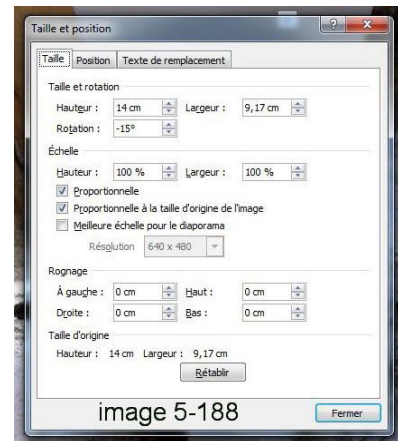 Taille et position
Taille Position Texte de remplacement
Taille et rotation
Hauteur : 14 cm Largeur : 9,17 cm
Rotation : -15°
Échelle
Hauteur : 100 % Largeur : 100 %
Proportionnelle
Proportionnelle à la taille d'origine de l'image
Meilleure échelle pour le diaporama
Résolution 640 x 480
Rognage
À gauche : 0 cm Haut : 0 cm
Droite : 0 cm Bas : 0 cm
Taille d'origine
Hauteur : 14 cm Largeur : 9,17 cm
Rétablir
image 5-188
Fermer